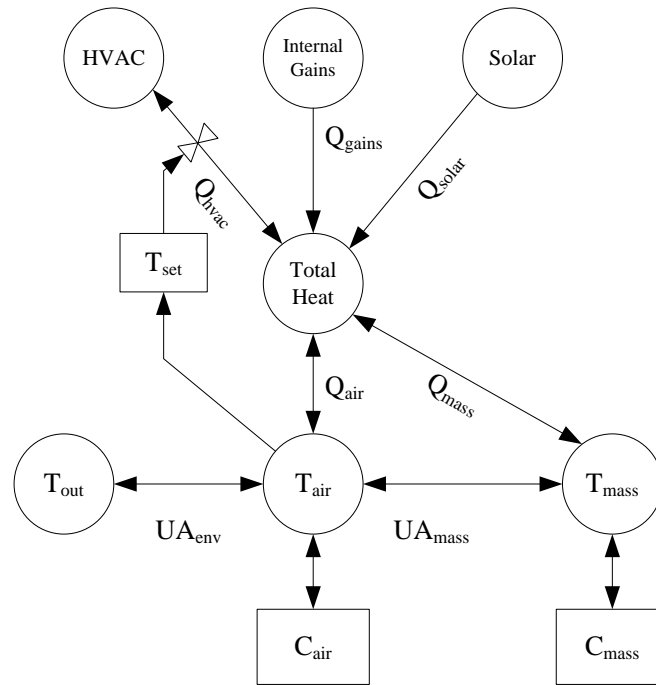 HVAC
Internal
Gains
Solar
Q_gains
Q_solar
Q_hvac
T_set
Total
Heat
Q_air
Q_mass
T_out
T_air
T_mass
UA_env
UA_mass
C_air
C_mass